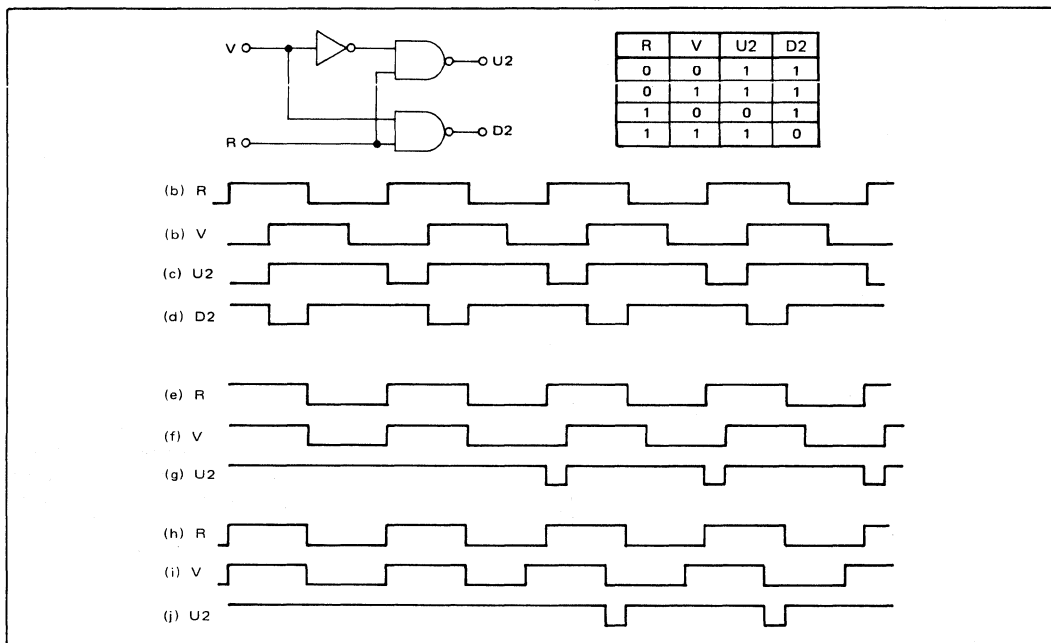 V
U2
D2
R
R V U2 D2
0 0 1 1
0 1 1 1
1 0 0 1
1 1 1 0
(b) R
(b) V
(c) U2
(d) D2
(e) R
(f) V
(g) U2
(h) R
(i) V
(j) U2